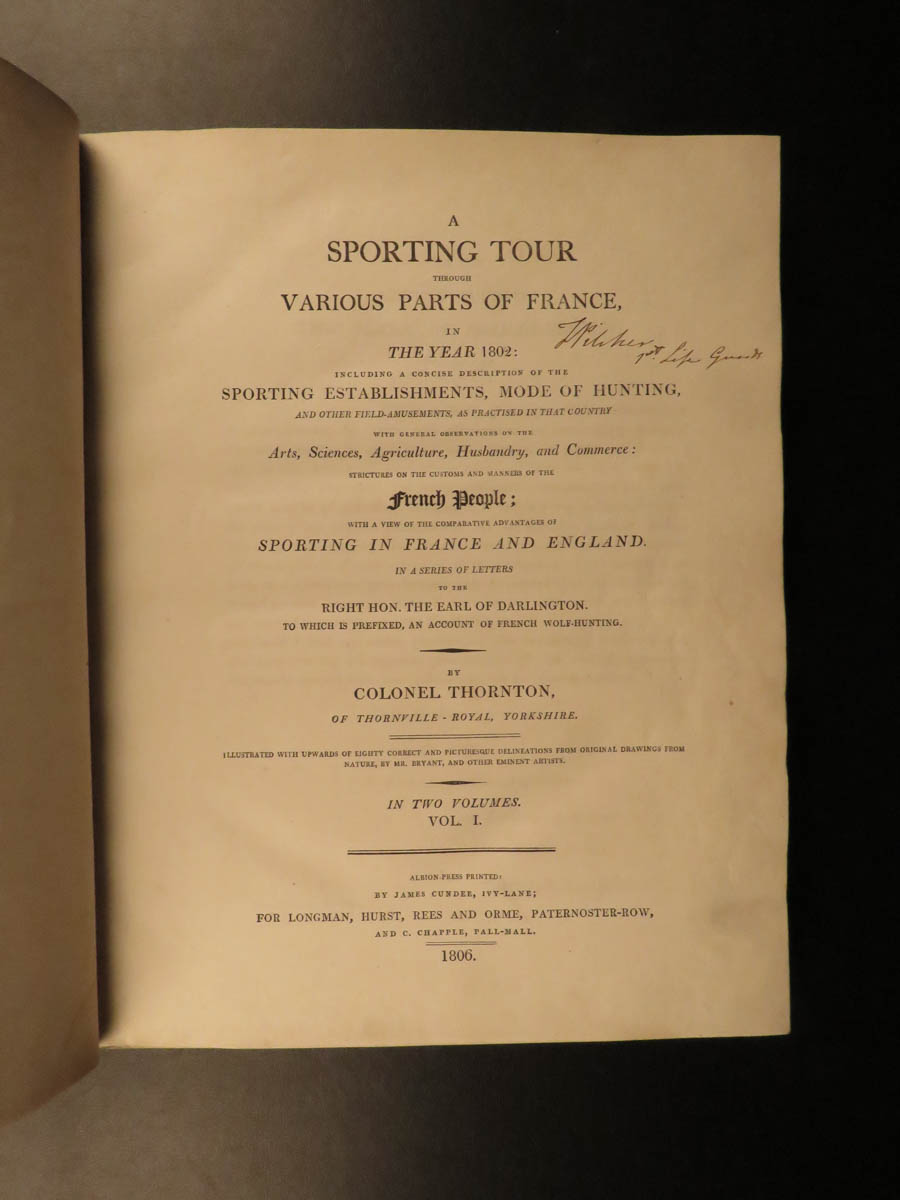 A
SPORTING TOUR
THROUGH
VARIOUS PARTS OF FRANCE,
IN
THE YEAR 1802:
1st Life Guards
INCLUDING A CONCISE DESCRIPTION OF THE
SPORTING ESTABLISHMENTS, MODE OF HUNTING,
AND OTHER FIELD-AMUSEMENTS, AS PRACTISED IN THAT COUNTRY
WITH GENERAL OBSERVATIONS ON THE
Arts, Sciences, Agriculture, Husbandry, and Commerce:
STRICTURES ON THE CUSTOMS AND MANNERS OF THE
French People;
WITH A VIEW OF THE COMPARATIVE ADVANTAGES OF
SPORTING IN FRANCE AND ENGLAND.
IN A SERIES OF LETTERS
TO THE
RIGHT HON. THE EARL OF DARLINGTON.
TO WHICH IS PREFIXED, AN ACCOUNT OF FRENCH WOLF-HUNTING.
BY
COLONEL THORNTON,
OF THORNVILLE-ROYAL, YORKSHIRE.
ILLUSTRATED WITH UPWARDS OF EIGHTY CORRECT AND PICTURESQUE DELINEATIONS FROM ORIGINAL DRAWINGS FROM
NATURE, BY MR. BRYANT, AND OTHER EMINENT ARTISTS.
IN TWO VOLUMES.
VOL. I.
ALBION-PRESS PRINTED:
BY JAMES CUNDEE, IVY-LANE;
FOR LONGMAN, HURST, REES AND ORME, PATERNOSTER-ROW,
AND C. CHAPPLE, PALL-MALL.
1806.